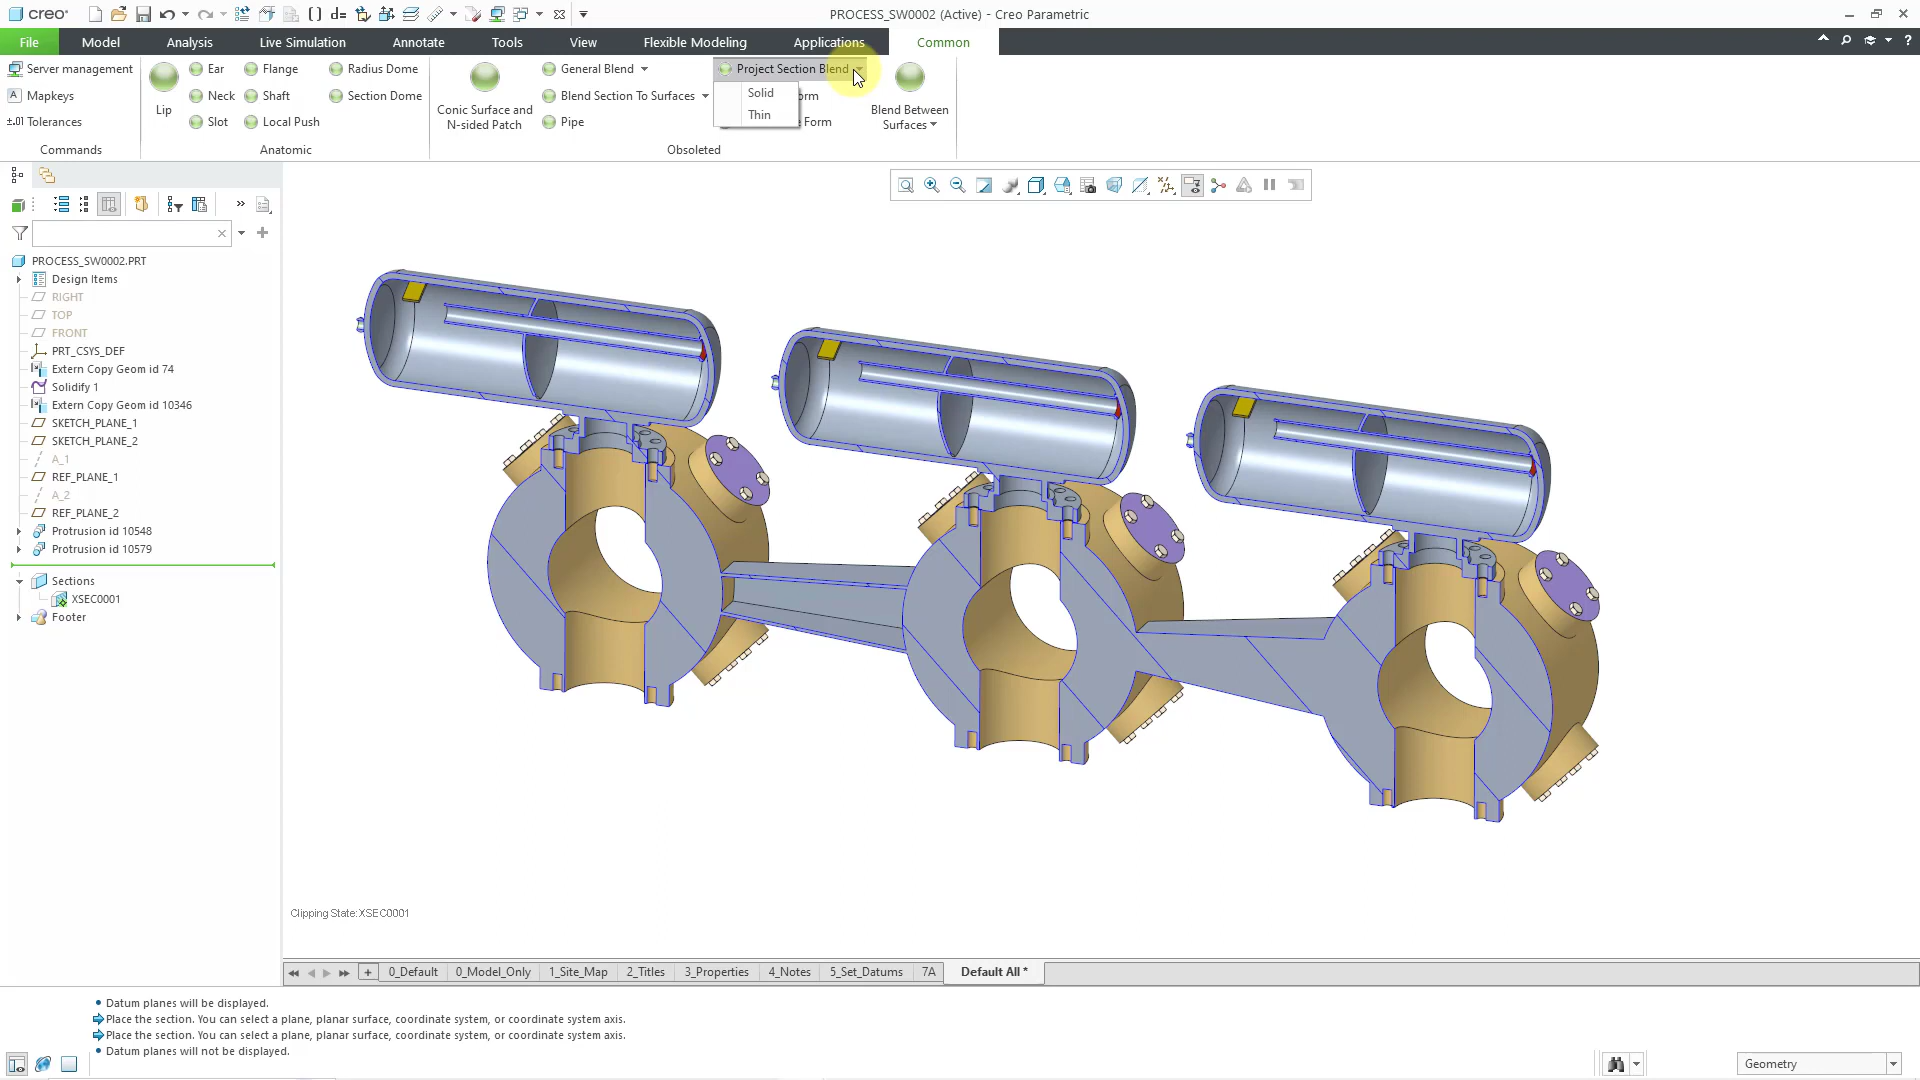 creo
PROCESS_SW0002 (Active) - Creo Parametric
File
Model
Analysis
Live Simulation
Annotate
Tools
View
Flexible Modeling
Applications
Common
Server management
Mapkeys
±.01 Tolerances
Commands
Lip
Ear
Neck
Slot
Flange
Shaft
Local Push
Radius Dome
Section Dome
Anatomic
Conic Surface and
N-sided Patch
General Blend
Blend Section To Surfaces
Pipe
Project Section Blend
Solid
Thin
Form
Blend Between
Surfaces
Obsoleted
PROCESS_SW0002.PRT
Design Items
RIGHT
TOP
FRONT
PRT_CSYS_DEF
Extern Copy Geom id 74
Solidify 1
Extern Copy Geom id 10346
SKETCH_PLANE_1
SKETCH_PLANE_2
A_1
REF_PLANE_1
A_2
REF_PLANE_2
Protrusion id 10548
Protrusion id 10579
Sections
XSEC0001
Footer
Clipping State:XSEC0001
0_Default
0_Model_Only
1_Site_Map
2_Titles
3_Properties
4_Notes
5_Set_Datums
7A
Default All *
• Datum planes will be displayed.
Place the section. You can select a plane, planar surface, coordinate system, or coordinate system axis.
Place the section. You can select a plane, planar surface, coordinate system, or coordinate system axis.
• Datum planes will not be displayed.
Geometry